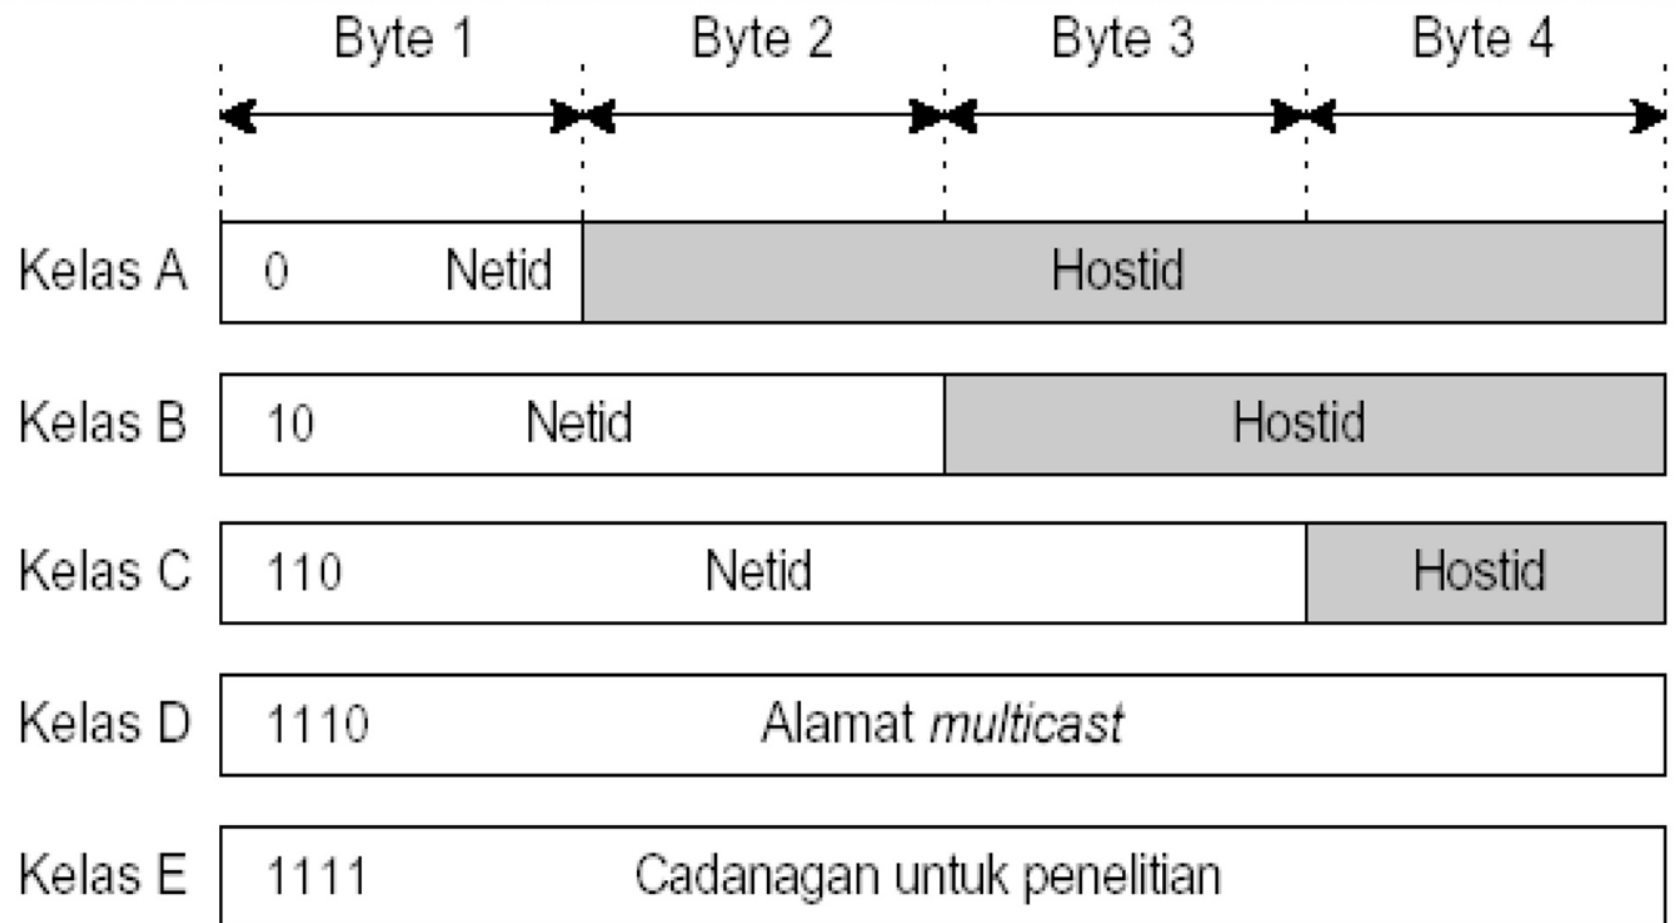 Byte 1 Byte 2 Byte 3 Byte 4
Kelas A 0 Netid Hostid
Kelas B 10 Netid Hostid
Kelas C 110 Netid Hostid
Kelas D 1110 Alamat multicast
Kelas E 1111 Cadanagan untuk penelitian